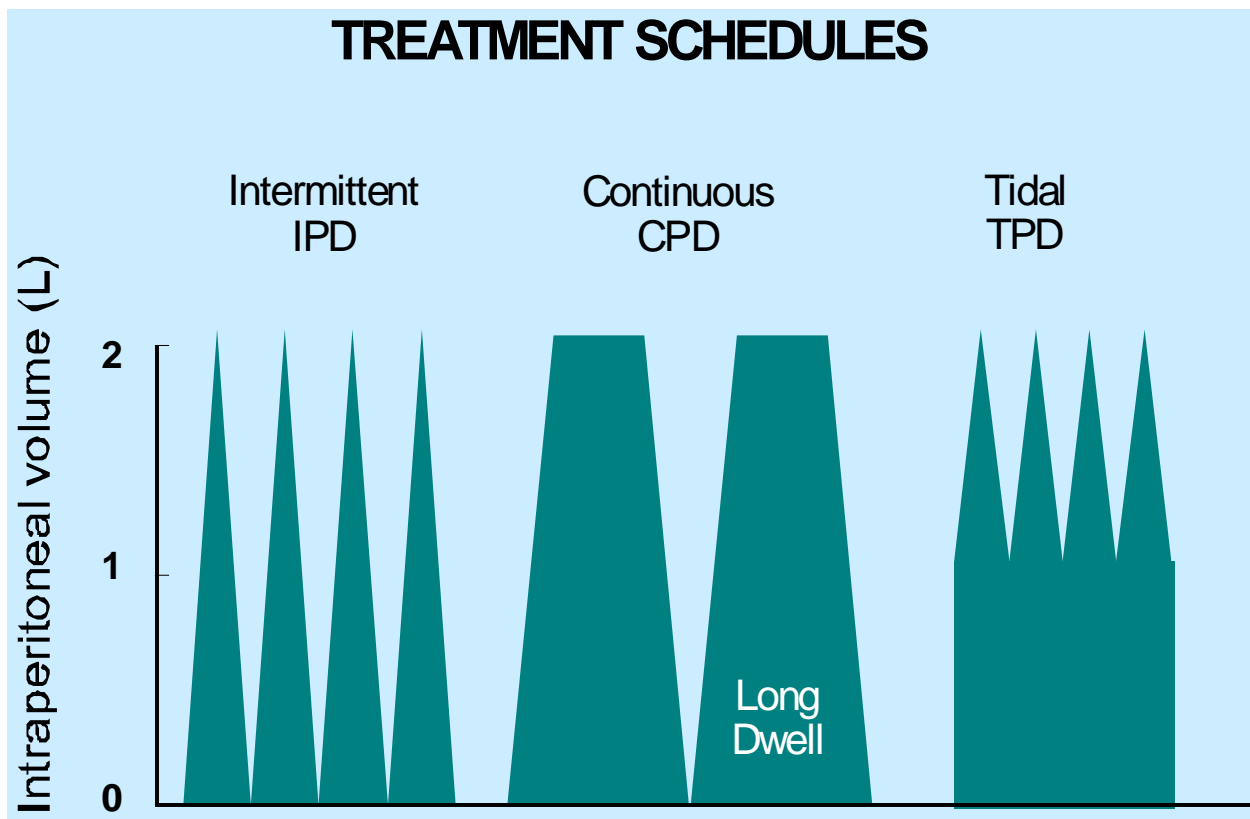 TREATMENT SCHEDULES
Intermittent
IPD
Continuous
CPD
Tidal
TPD
Intraperitoneal volume (L)
2
1
0
Long
Dwell